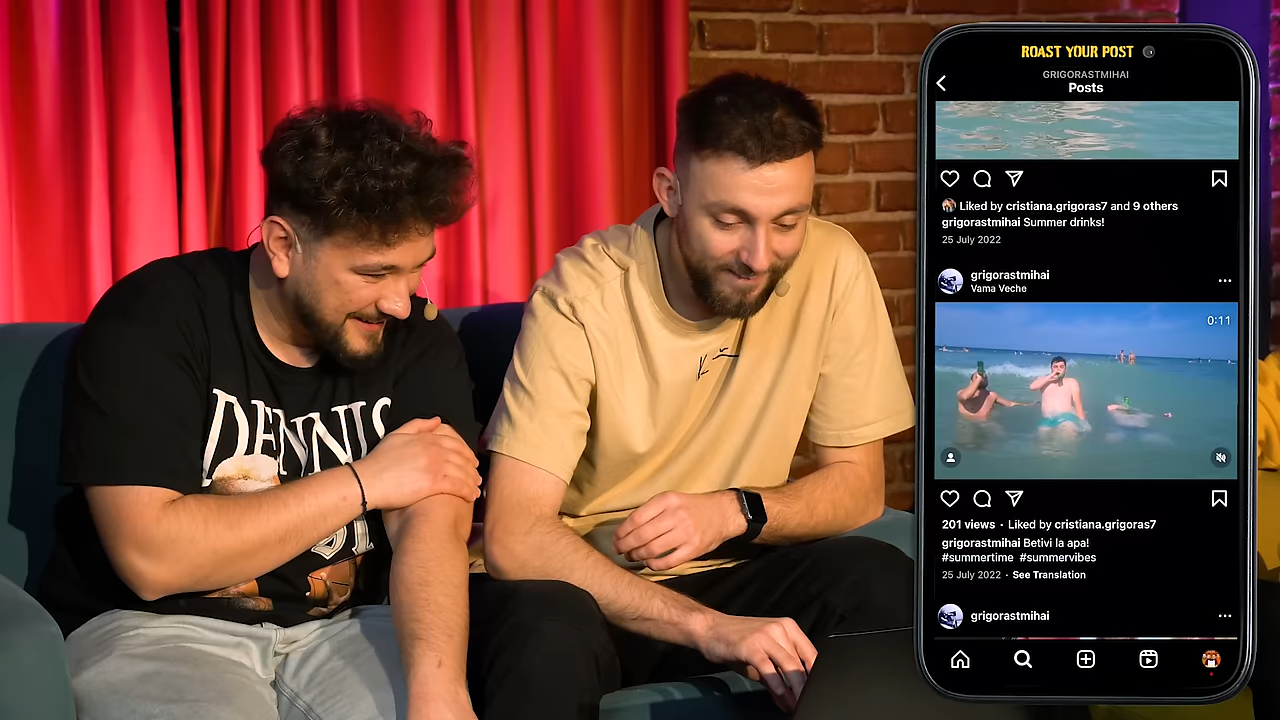 ROAST YOUR POST
GRIGORASTMIHAI
Posts
Liked by cristiana.grigoras7 and 9 others
grigorastmihai Summer drinks!
25 July 2022
grigorastmihai
Vama Veche
0:11
201 views · Liked by cristiana.grigoras7
grigorastmihai Betivi la apa!
#summertime #summervibes
25 July 2022 · See Translation
grigorastmihai
DENNIS